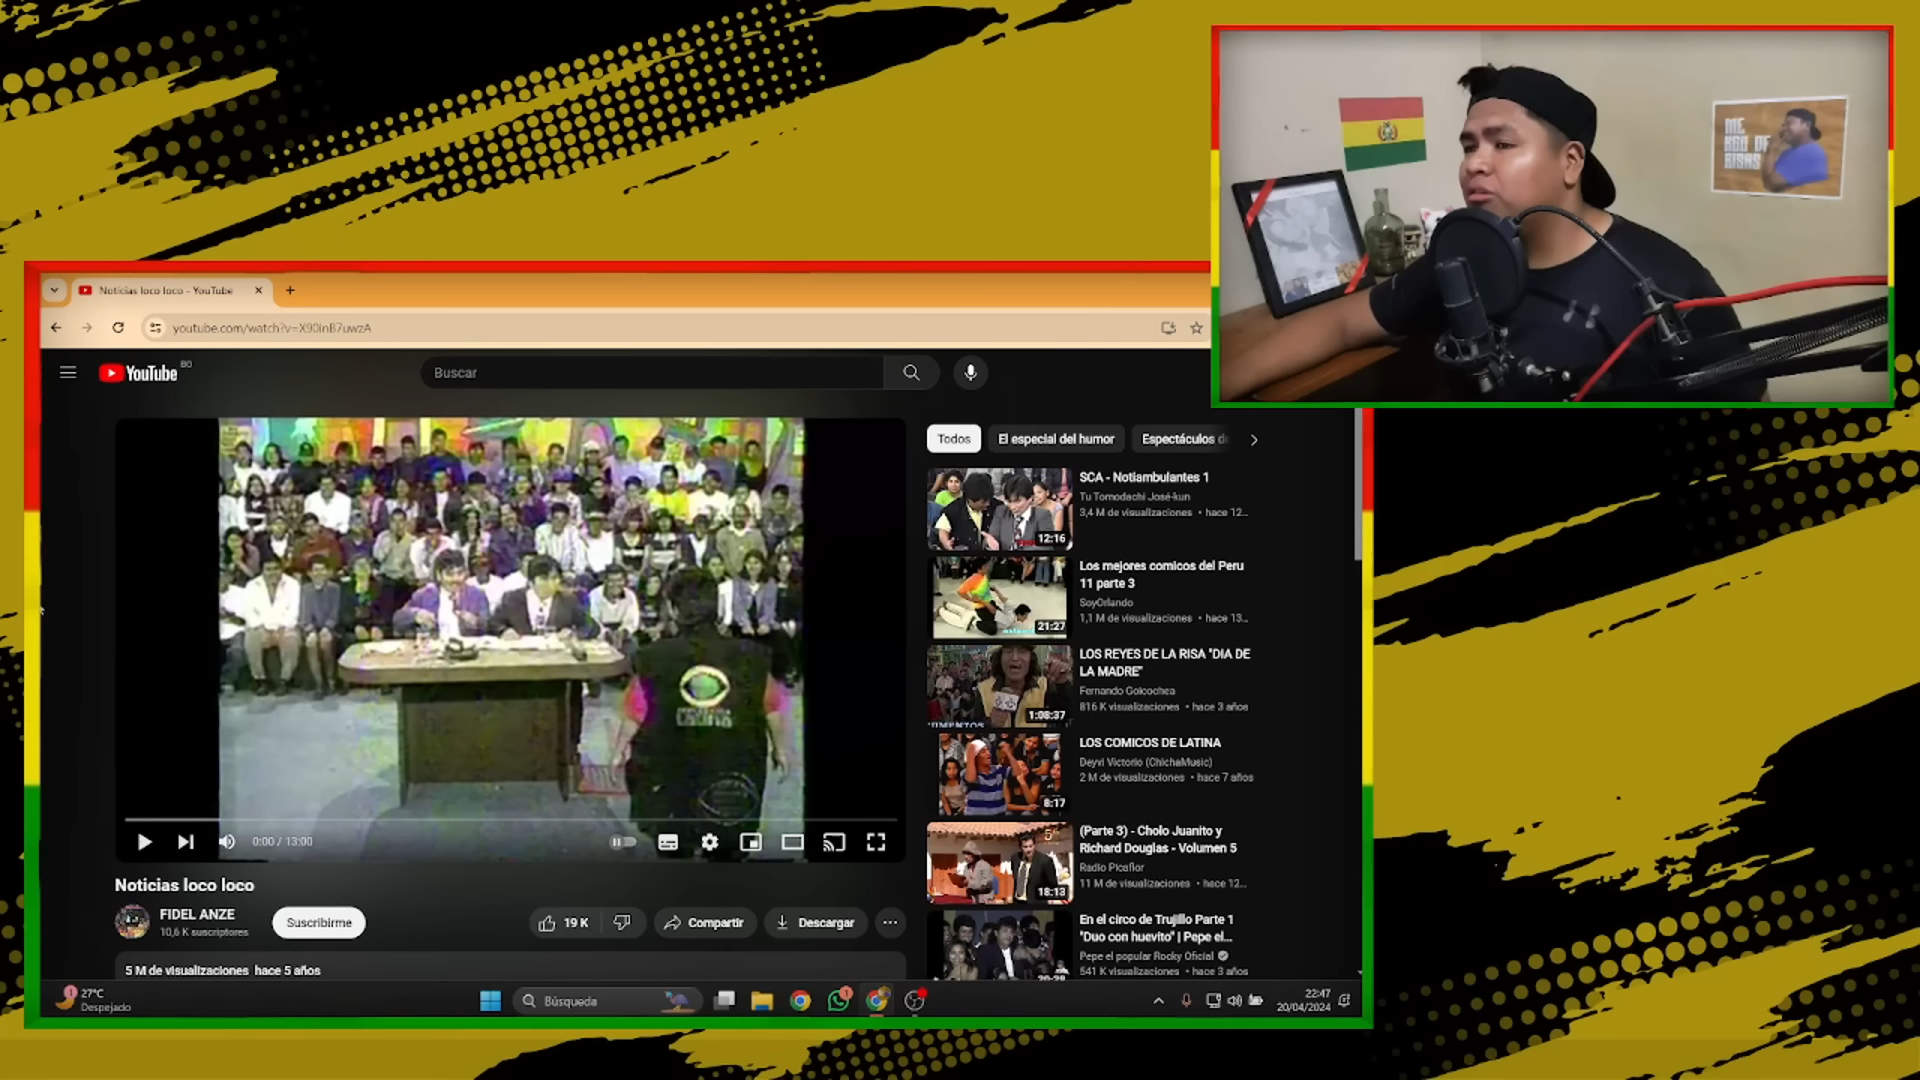 ME
KGO DE
RISAS
Noticias loco loco - YouTube
youtube.com/watch?v=X90inB7uwzA
YouTube BO
Buscar
Todos
El especial del humor
Espectáculos d
SCA - Notiambulantes 1
Tu Tomodachi José-kun
3,4 M de visualizaciones • hace 12...
12:16
Los mejores comicos del Peru
11 parte 3
SoyOrlando
1,1 M de visualizaciones • hace 13...
21:27
LOS REYES DE LA RISA "DIA DE
LA MADRE"
Fernando Goicochea
816 K visualizaciones • hace 3 años
1:08:37
LOS COMICOS DE LATINA
Deyvi Victorio (ChichaMusic)
2 M de visualizaciones • hace 7 años
8:17
(Parte 3) - Cholo Juanito y
Richard Douglas - Volumen 5
Radio Picaflor
11 M de visualizaciones • hace 12...
18:13
En el circo de Trujillo Parte 1
"Duo con huevito" | Pepe el...
Pepe el popular Rocky Oficial
541 K visualizaciones • hace 3 años
0:00 / 13:00
Noticias loco loco
FIDEL ANZE
10,6 K suscriptores
Suscribirme
19 K
Compartir
Descargar
5 M de visualizaciones hace 5 años
1
27°C
Despejado
Búsqueda
1
22:47
20/04/2024